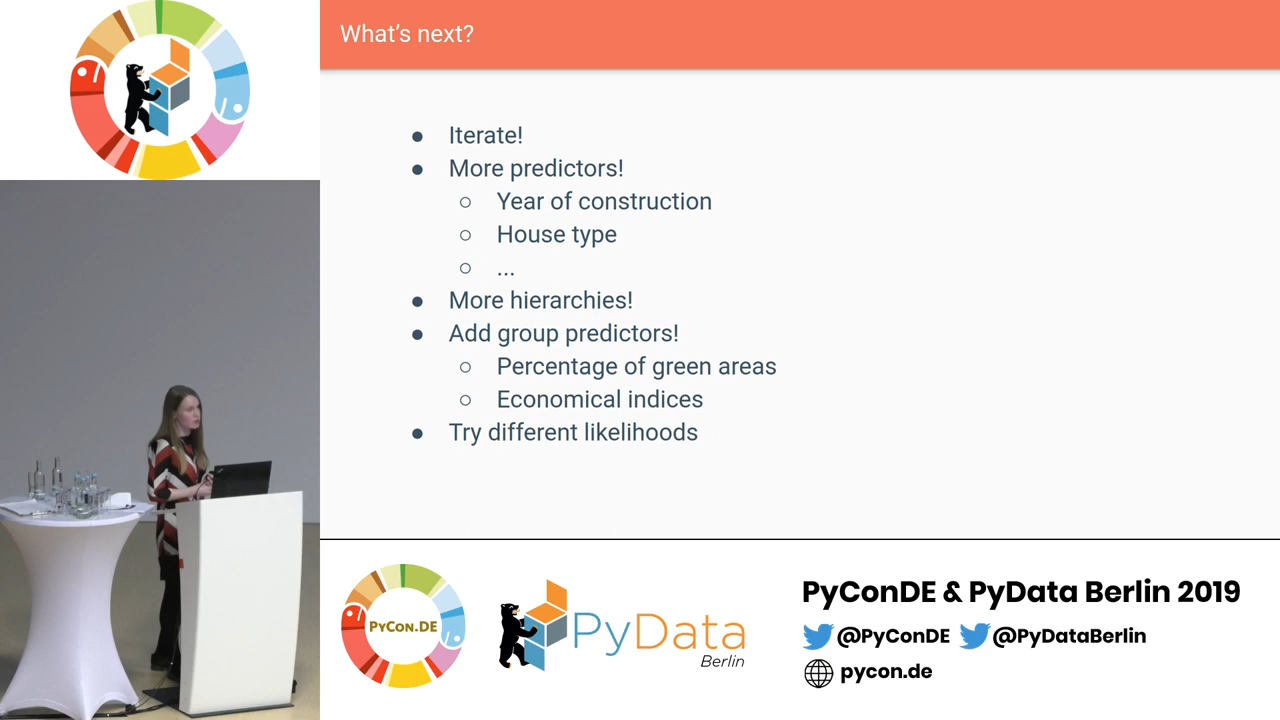 What's next?
● Iterate!
● More predictors!
○ Year of construction
○ House type
○ ...
● More hierarchies!
● Add group predictors!
○ Percentage of green areas
○ Economical indices
● Try different likelihoods
PYCON.DE
PyData
Berlin
PyConDE & PyData Berlin 2019
@PyConDE @PyDataBerlin
pycon.de